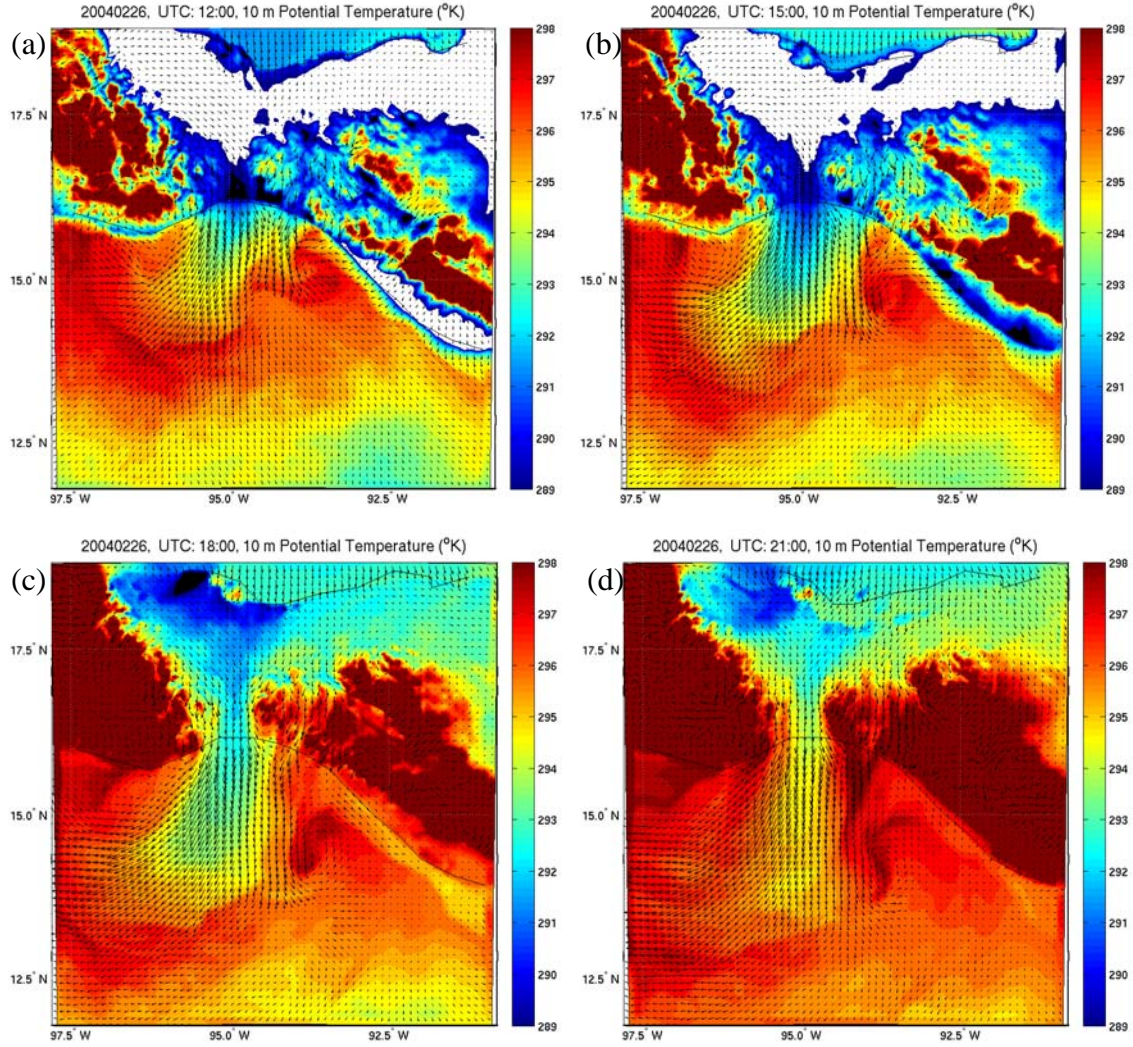 20040226, UTC: 12:00, 10 m Potential Temperature (°K)
(a)
17.5° N
15.0° N
12.5° N
97.5° W
95.0° W
92.5° W
298
297
296
295
294
293
292
291
290
289
20040226, UTC: 15:00, 10 m Potential Temperature (°K)
(b)
17.5° N
15.0° N
12.5° N
97.5° W
95.0° W
92.5° W
298
297
296
295
294
293
292
291
290
289
20040226, UTC: 18:00, 10 m Potential Temperature (°K)
(c)
17.5° N
15.0° N
12.5° N
97.5° W
95.0° W
92.5° W
298
297
296
295
294
293
292
291
290
289
20040226, UTC: 21:00, 10 m Potential Temperature (°K)
(d)
17.5° N
15.0° N
12.5° N
97.5° W
95.0° W
92.5° W
298
297
296
295
294
293
292
291
290
289